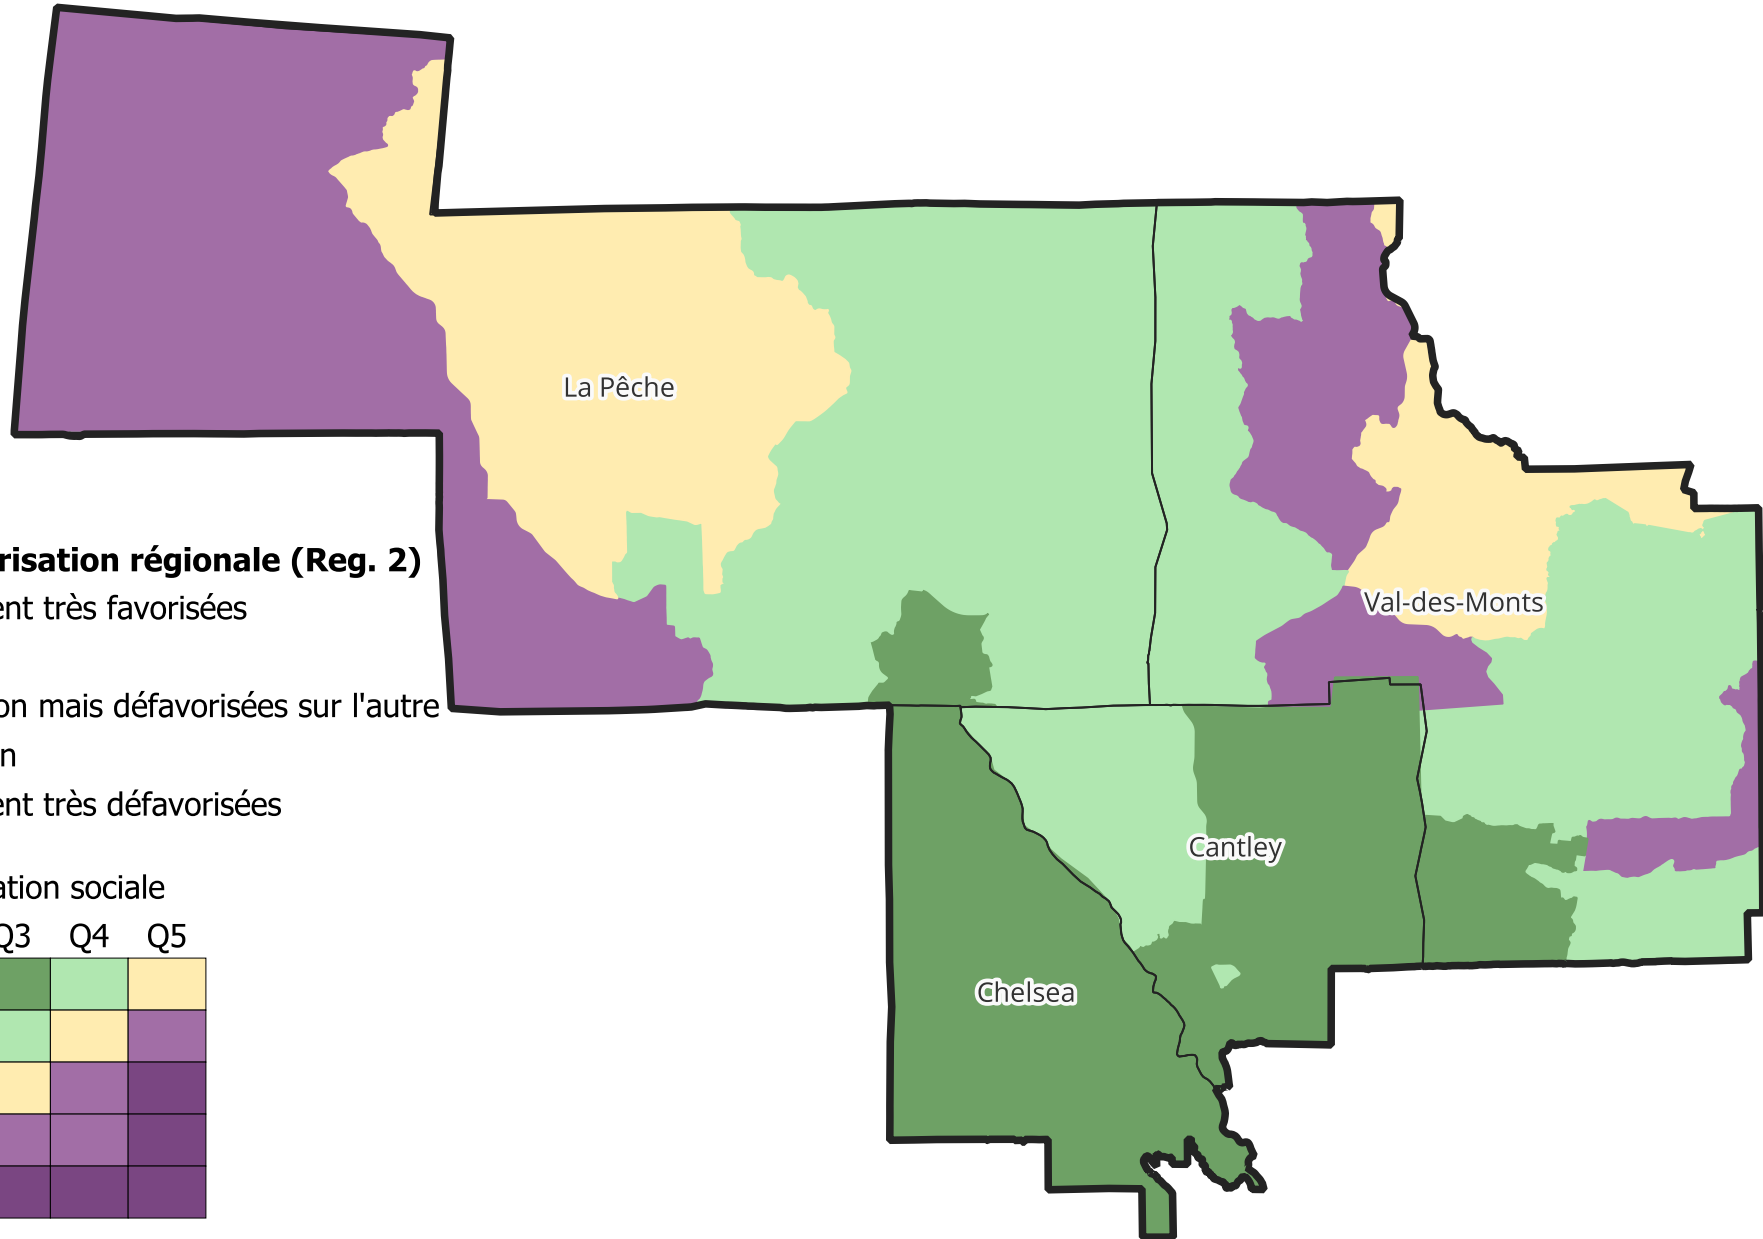 La Pêche
risation régionale (Reg. 2)
ent très favorisées
Val-des-Monts
on mais défavorisées sur l'autre
n
ent très défavorisées
Cantley
ation sociale
Q3 Q4 Q5
Chelsea